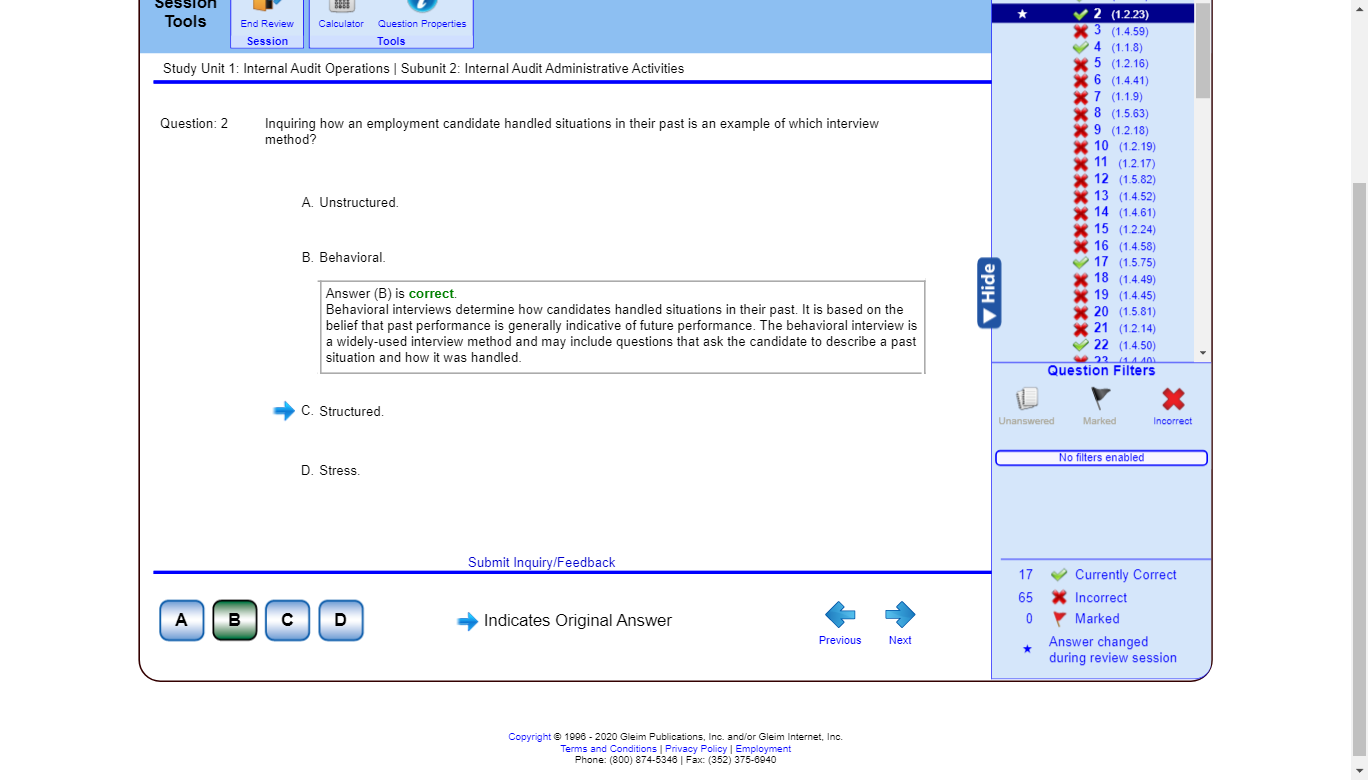 Session
Tools
End Review
Session
Calculator Question Properties
Tools
Study Unit 1: Internal Audit Operations | Subunit 2: Internal Audit Administrative Activities
Question: 2
Inquiring how an employment candidate handled situations in their past is an example of which interview
method?
A. Unstructured.
B. Behavioral.
Answer (B) is correct.
Behavioral interviews determine how candidates handled situations in their past. It is based on the
belief that past performance is generally indicative of future performance. The behavioral interview is
a widely-used interview method and may include questions that ask the candidate to describe a past
situation and how it was handled.
C. Structured.
D. Stress.
Submit Inquiry/Feedback
A B C D
Indicates Original Answer
Previous Next
Hide
2 (1.2.23)
3 (1.4.59)
4 (1.1.8)
5 (1.2.16)
6 (1.4.41)
7 (1.1.9)
8 (1.5.63)
9 (1.2.18)
10 (1.2.19)
11 (1.2.17)
12 (1.5.82)
13 (1.4.52)
14 (1.4.61)
15 (1.2.24)
16 (1.4.58)
17 (1.5.75)
18 (1.4.49)
19 (1.4.45)
20 (1.5.81)
21 (1.2.14)
22 (1.4.50)
23 (1.4.40)
Question Filters
Unanswered Marked Incorrect
No filters enabled
17 Currently Correct
65 Incorrect
0 Marked
Answer changed
during review session
Copyright © 1996 - 2020 Gleim Publications, Inc. and/or Gleim Internet, Inc.
Terms and Conditions | Privacy Policy | Employment
Phone: (800) 874-5346 | Fax: (352) 375-6940